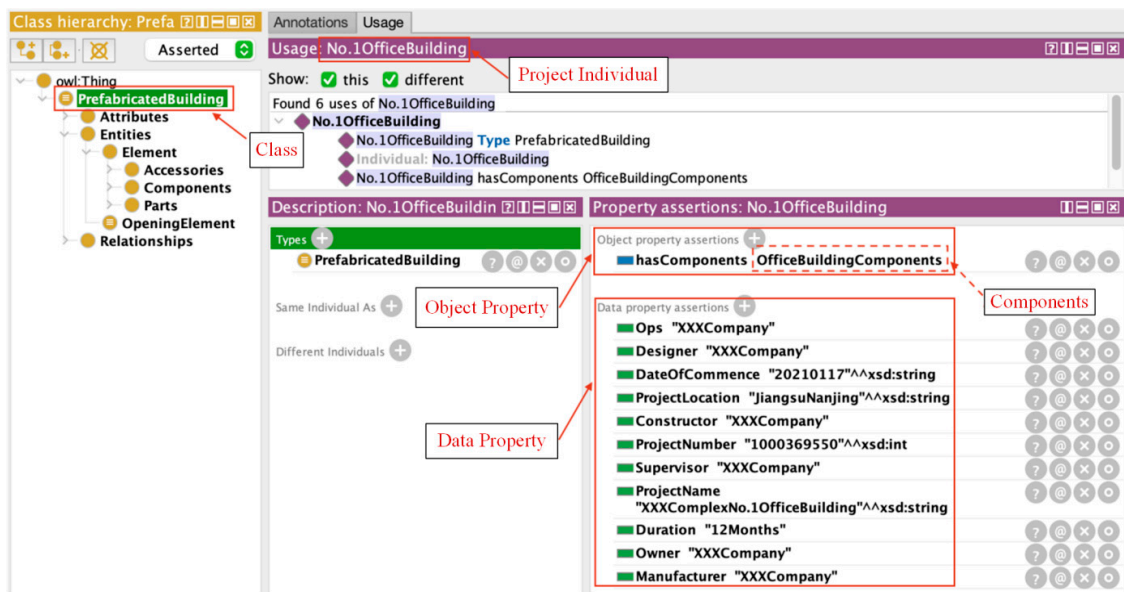 Class hierarchy: Prefa
Asserted
owl:Thing
PrefabricatedBuilding
Attributes
Entities
Element
Accessories
Components
Parts
OpeningElement
Relationships
Class
Annotations Usage
Usage: No.1OfficeBuilding
Project Individual
Show: this different
Found 6 uses of No.1OfficeBuilding
No.1OfficeBuilding
No.1OfficeBuilding Type PrefabricatedBuilding
Individual: No.1OfficeBuilding
No.1OfficeBuilding hasComponents OfficeBuildingComponents
Description: No.1OfficeBuildin
Types
PrefabricatedBuilding
Same Individual As
Different Individuals
Object Property
Data Property
Property assertions: No.1OfficeBuilding
Object property assertions
hasComponents OfficeBuildingComponents
Components
Data property assertions
Ops "XXXCompany"
Designer "XXXCompany"
DateOfCommence "20210117"^^xsd:string
ProjectLocation "JiangsuNanjing"^^xsd:string
Constructor "XXXCompany"
ProjectNumber "1000369550"^^xsd:int
Supervisor "XXXCompany"
ProjectName
"XXXComplexNo.1OfficeBuilding"^^xsd:string
Duration "12Months"
Owner "XXXCompany"
Manufacturer "XXXCompany"